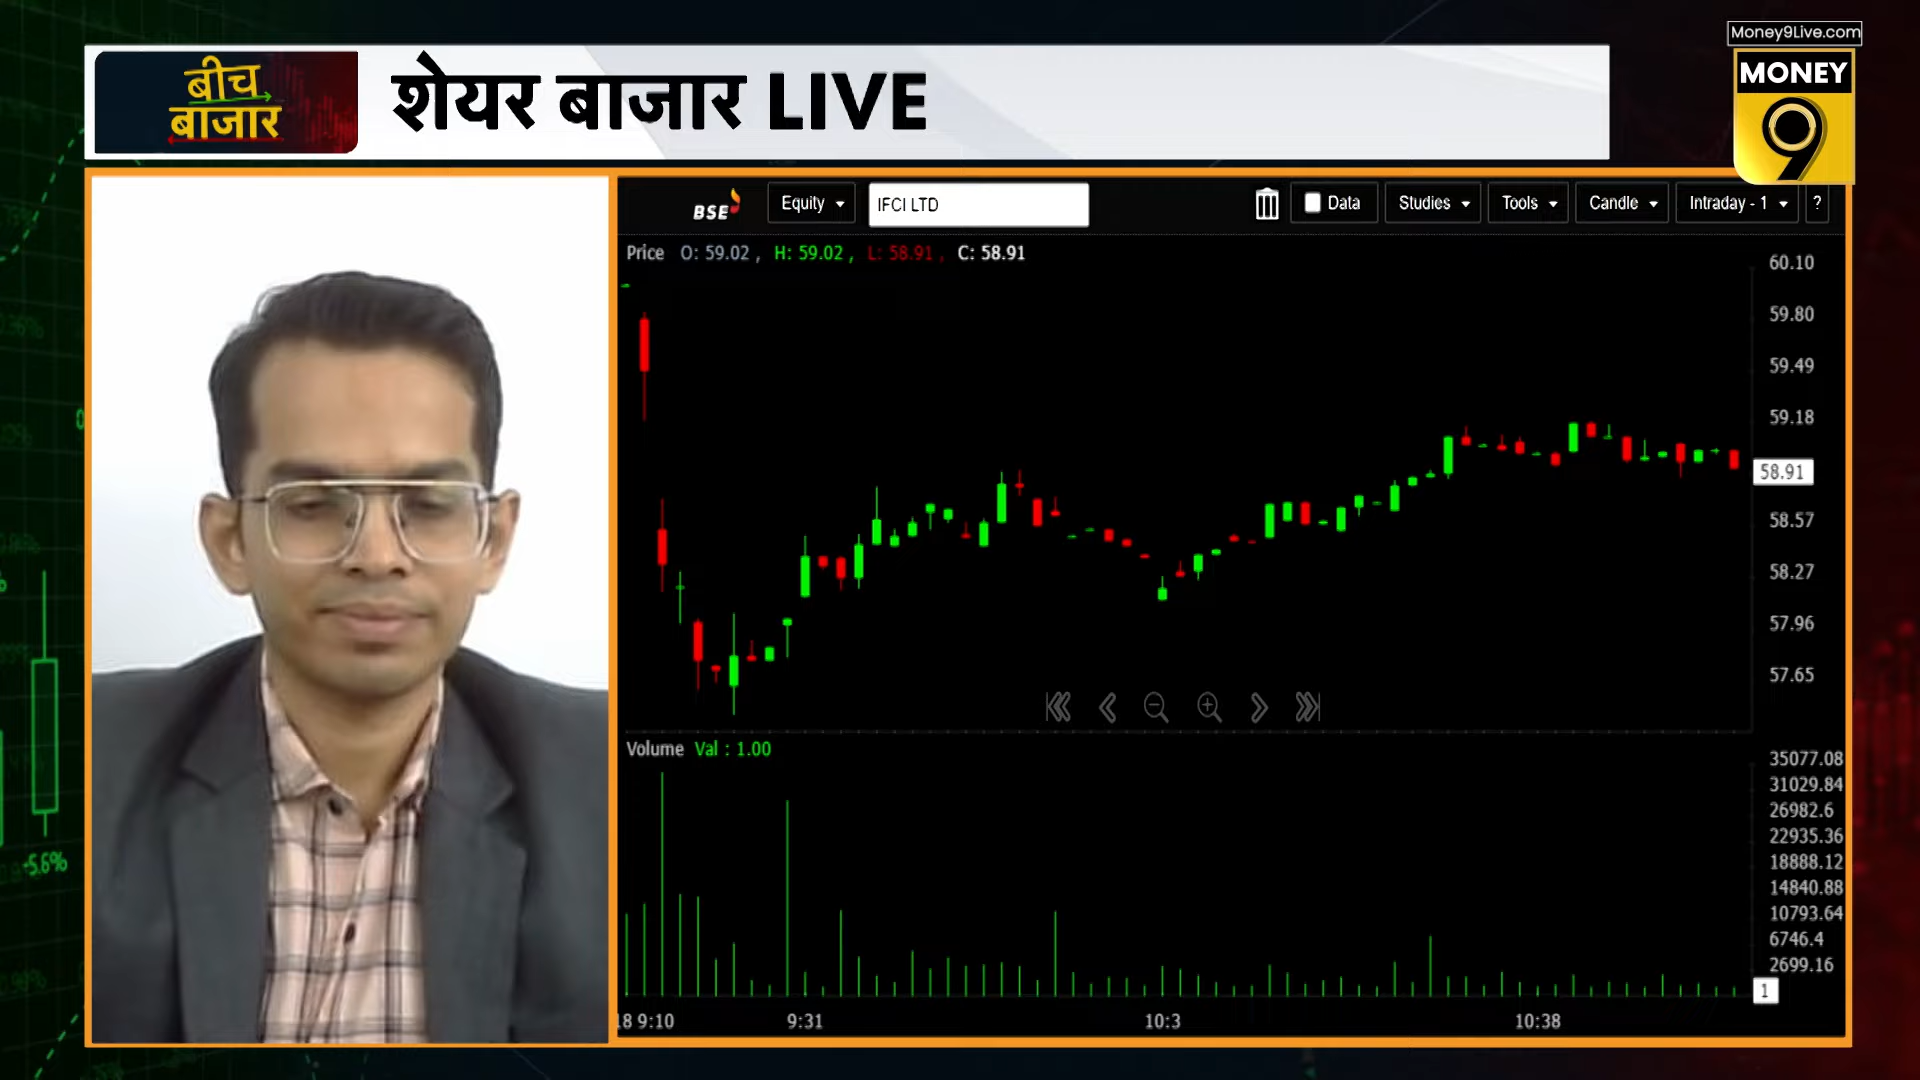 Money9Live.com
MONEY
9
बीच
बाजार
शेयर बाजार LIVE
BSE
Equity
IFCI LTD
Data
Studies
Tools
Candle
Intraday - 1
?
Price O: 59.02 , H: 59.02 , L: 58.91 , C: 58.91
60.10
59.80
59.49
59.18
58.91
58.57
58.27
57.96
57.65
Volume Val : 1.00
35077.08
31029.84
26982.6
22935.36
18888.12
14840.88
10793.64
6746.4
2699.16
1
18 9:10
9:31
10:3
10:38
-5.6%